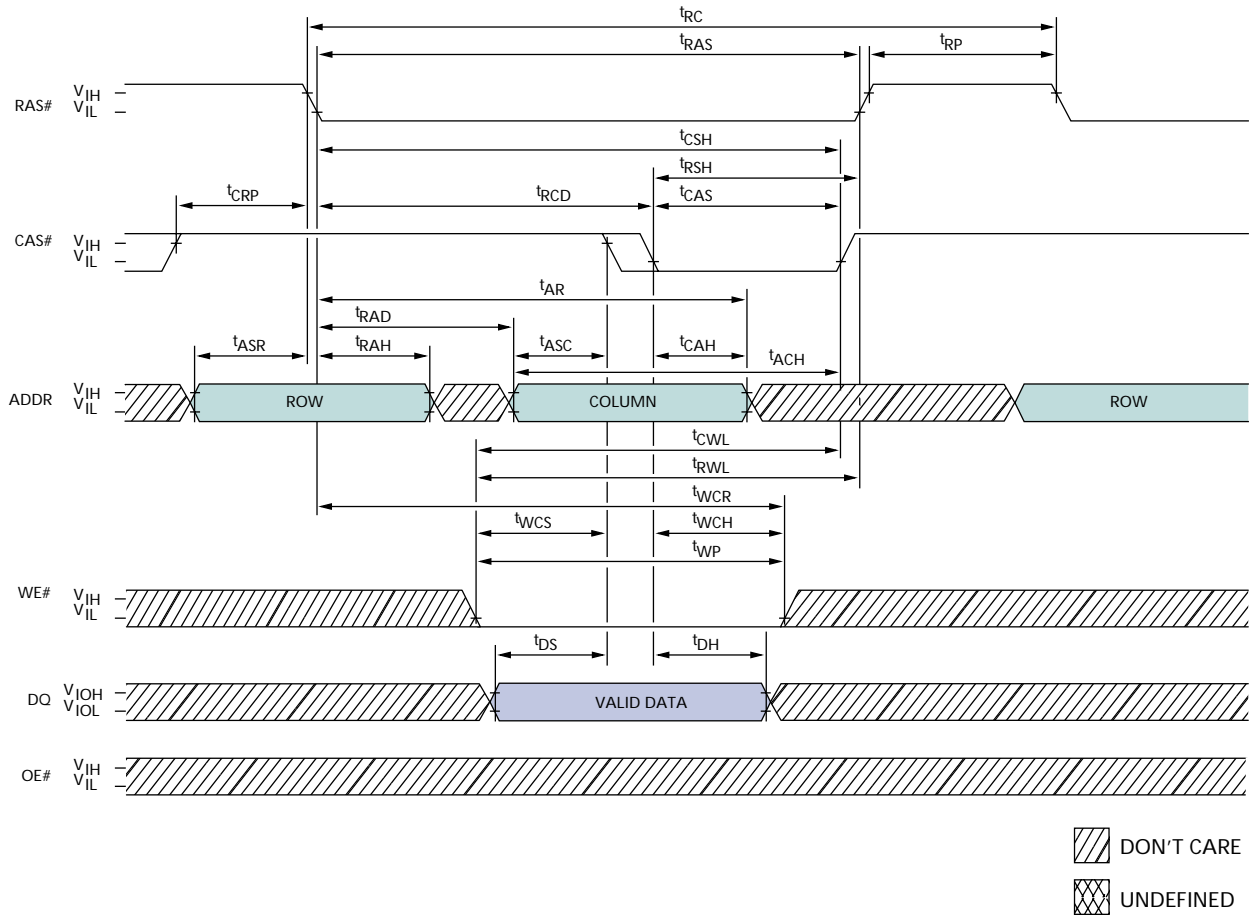 tRC
tRAS
tRP
RAS# VIH
VIL
tCSH
tRSH
tCRP
tRCD
tCAS
CAS# VIH
VIL
tAR
tRAD
tASR
tRAH
tASC
tCAH
tACH
ADDR VIH
VIL
ROW
COLUMN
ROW
tCWL
tRWL
tWCR
tWCS
tWCH
tWP
WE# VIH
VIL
tDS
tDH
DQ VIOH
VIOL
VALID DATA
OE# VIH
VIL
DON'T CARE
UNDEFINED